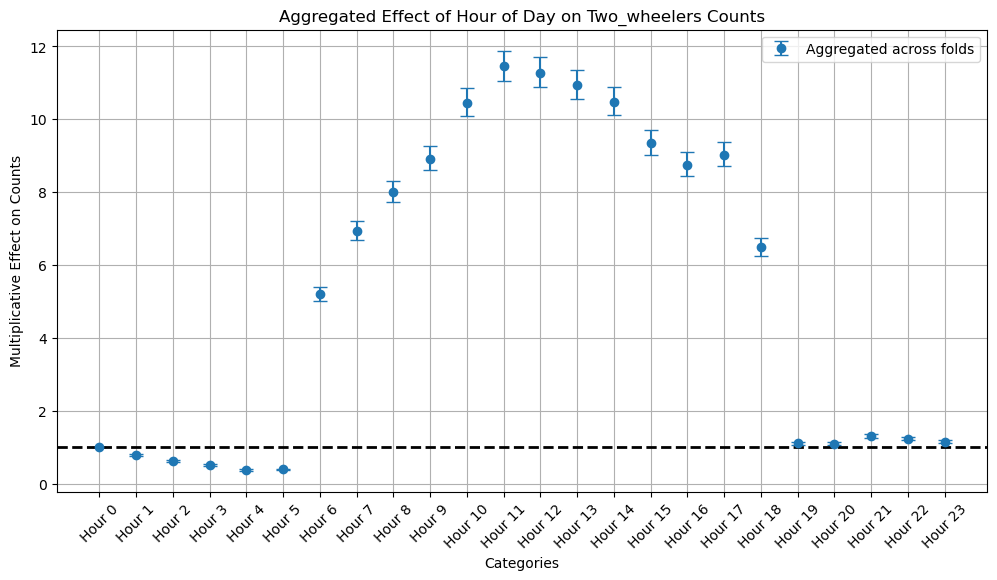 Aggregated Effect of Hour of Day on Two_wheelers Counts
Aggregated across folds
Multiplicative Effect on Counts
12
10
8
6
4
2
0
Hour 0
Hour 1
Hour 2
Hour 3
Hour 4
Hour 5
Hour 6
Hour 7
Hour 8
Hour 9
Hour 10
Hour 11
Hour 12
Hour 13
Hour 14
Hour 15
Hour 16
Hour 17
Hour 18
Hour 19
Hour 20
Hour 21
Hour 22
Hour 23
Categories